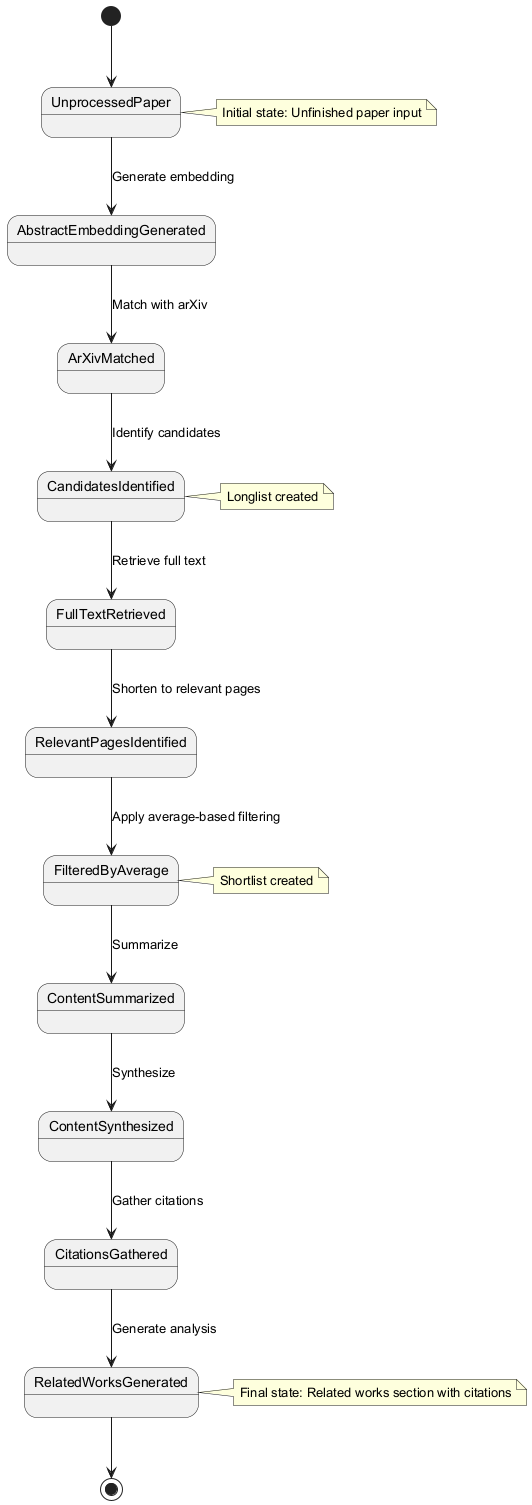 UnprocessedPaper
Initial state: Unfinished paper input
Generate embedding
AbstractEmbeddingGenerated
Match with arXiv
ArXivMatched
Identify candidates
CandidatesIdentified
Longlist created
Retrieve full text
FullTextRetrieved
Shorten to relevant pages
RelevantPagesIdentified
Apply average-based filtering
FilteredByAverage
Shortlist created
Summarize
ContentSummarized
Synthesize
ContentSynthesized
Gather citations
CitationsGathered
Generate analysis
RelatedWorksGenerated
Final state: Related works section with citations